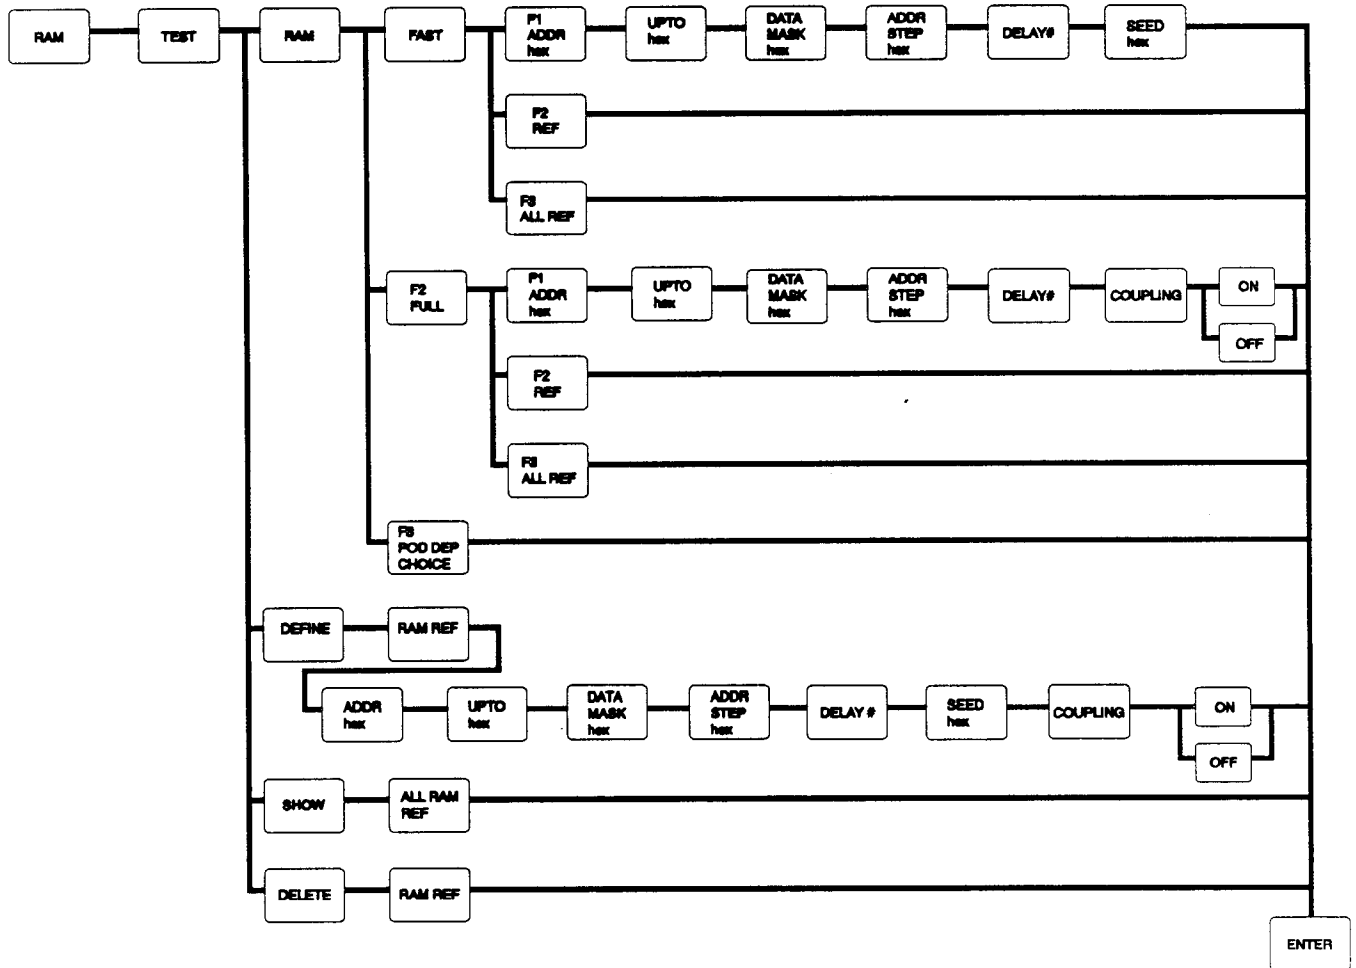 RAM
TEST
RAM
FAST
F1
ADDR
hex
UPTO
hex
DATA
MASK
hex
ADDR
STEP
hex
DELAY#
SEED
hex
F2
REF
F3
ALL REF
F2
FULL
F1
ADDR
hex
UPTO
hex
DATA
MASK
hex
ADDR
STEP
hex
DELAY#
COUPLING
ON
OFF
F2
REF
F3
ALL REF
F3
POD DEP
CHOICE
DEFINE
RAM REF
ADDR
hex
UPTO
hex
DATA
MASK
hex
ADDR
STEP
hex
DELAY #
SEED
hex
COUPLING
ON
OFF
SHOW
ALL RAM
REF
DELETE
RAM REF
ENTER